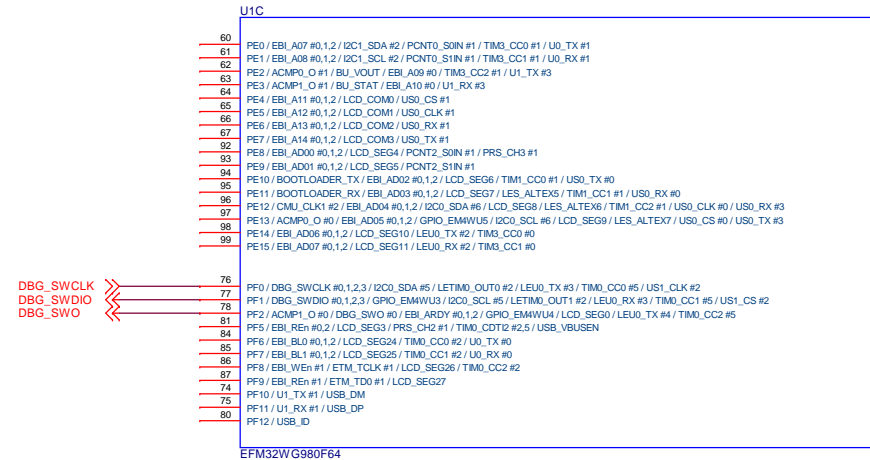 U1C
60 PE0 / EBI_A07 #0,1,2 / I2C1_SDA #2 / PCNT0_S0IN #1 / TIM3_CC0 #1 / U0_TX #1
61 PE1 / EBI_A08 #0,1,2 / I2C1_SCL #2 / PCNT0_S1IN #1 / TIM3_CC1 #1 / U0_RX #1
62 PE2 / ACMP0_O #1 / BU_VOUT / EBI_A09 #0 / TIM3_CC2 #1 / U1_TX #3
63 PE3 / ACMP1_O #1 / BU_STAT / EBI_A10 #0 / U1_RX #3
64 PE4 / EBI_A11 #0,1,2 / LCD_COM0 / US0_CS #1
65 PE5 / EBI_A12 #0,1,2 / LCD_COM1 / US0_CLK #1
66 PE6 / EBI_A13 #0,1,2 / LCD_COM2 / US0_RX #1
67 PE7 / EBI_A14 #0,1,2 / LCD_COM3 / US0_TX #1
92 PE8 / EBI_AD00 #0,1,2 / LCD_SEG4 / PCNT2_S0IN #1 / PRS_CH3 #1
93 PE9 / EBI_AD01 #0,1,2 / LCD_SEG5 / PCNT2_S1IN #1
94 PE10 / BOOTLOADER_TX / EBI_AD02 #0,1,2 / LCD_SEG6 / TIM1_CC0 #1 / US0_TX #0
95 PE11 / BOOTLOADER_RX / EBI_AD03 #0,1,2 / LCD_SEG7 / LES_ALTEX5 / TIM1_CC1 #1 / US0_RX #0
96 PE12 / CMU_CLK1 #2 / EBI_AD04 #0,1,2 / I2C0_SDA #6 / LCD_SEG8 / LES_ALTEX6 / TIM1_CC2 #1 / US0_CLK #0 / US0_RX #3
97 PE13 / ACMP0_O #0 / EBI_AD05 #0,1,2 / GPIO_EM4WU5 / I2C0_SCL #6 / LCD_SEG9 / LES_ALTEX7 / US0_CS #0 / US0_TX #3
98 PE14 / EBI_AD06 #0,1,2 / LCD_SEG10 / LEU0_TX #2 / TIM3_CC0 #0
99 PE15 / EBI_AD07 #0,1,2 / LCD_SEG11 / LEU0_RX #2 / TIM3_CC1 #0
DBG_SWCLK 76 PF0 / DBG_SWCLK #0,1,2,3 / I2C0_SDA #5 / LETIM0_OUT0 #2 / LEU0_TX #3 / TIM0_CC0 #5 / US1_CLK #2
DBG_SWDIO 77 PF1 / DBG_SWDIO #0,1,2,3 / GPIO_EM4WU3 / I2C0_SCL #5 / LETIM0_OUT1 #2 / LEU0_RX #3 / TIM0_CC1 #5 / US1_CS #2
DBG_SWO 78 PF2 / ACMP1_O #0 / DBG_SWO #0 / EBI_ARDY #0,1,2 / GPIO_EM4WU4 / LCD_SEG0 / LEU0_TX #4 / TIM0_CC2 #5
81 PF5 / EBI_REn #0,2 / LCD_SEG3 / PRS_CH2 #1 / TIM0_CDTI2 #2,5 / USB_VBUSEN
84 PF6 / EBI_BL0 #0,1,2 / LCD_SEG24 / TIM0_CC0 #2 / U0_TX #0
85 PF7 / EBI_BL1 #0,1,2 / LCD_SEG25 / TIM0_CC1 #2 / U0_RX #0
86 PF8 / EBI_WEn #1 / ETM_TCLK #1 / LCD_SEG26 / TIM0_CC2 #2
87 PF9 / EBI_REn #1 / ETM_TD0 #1 / LCD_SEG27
74 PF10 / U1_TX #1 / USB_DM
75 PF11 / U1_RX #1 / USB_DP
80 PF12 / USB_ID
EFM32WG980F64